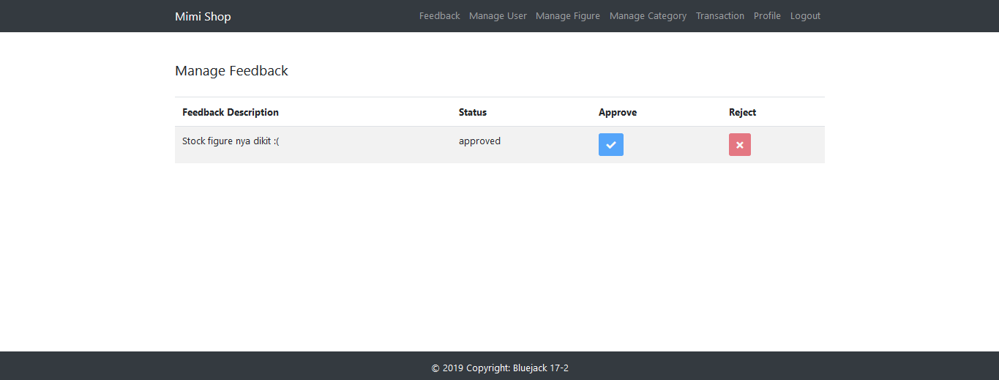 Mimi Shop Feedback Manage User Manage Figure Manage Category Transaction Profile Logout
Manage Feedback
Feedback Description Status Approve Reject
Stock figure nya dikit :( approved
© 2019 Copyright: Bluejack 17-2